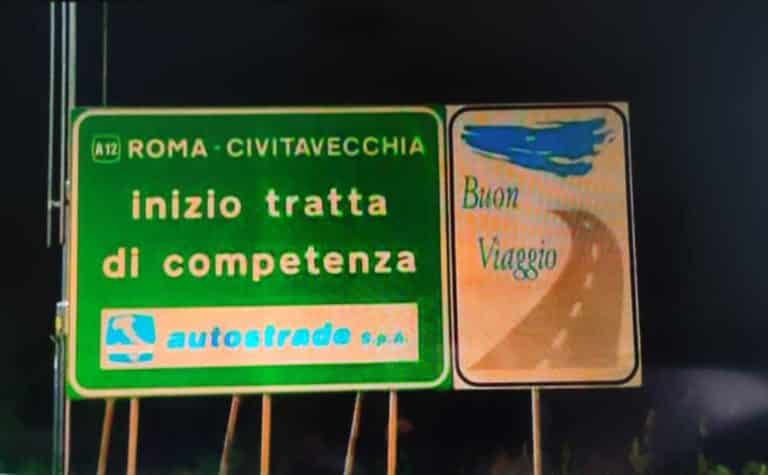 A12 ROMA - CIVITAVECCHIA
inizio tratta
di competenza
autostrade S.p.A.
Buon
Viaggio